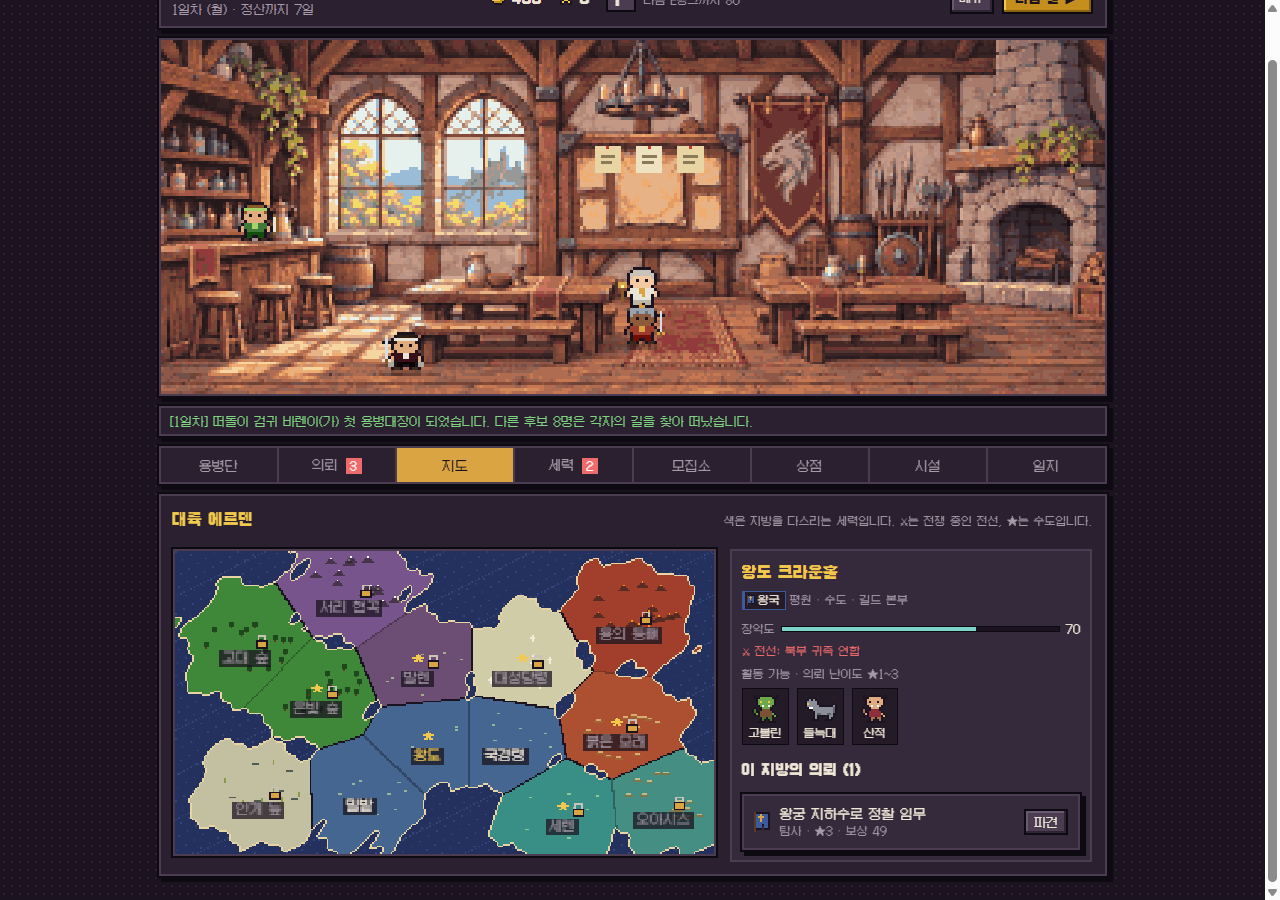 1일차 (월) · 정산까지 7일
[1일차] 떠돌이 검귀 바렌이(가) 첫 용병대장이 되었습니다. 다른 후보 8명은 각자의 길을 찾아 떠났습니다.
용병단
의뢰 3
지도
세력 2
모집소
상점
시설
일지
대륙 에르덴
색은 지방을 다스리는 세력입니다. ⚔는 전쟁 중인 전선, ★는 수도입니다.
서리 협곡
고대 숲
은빛 숲
발렌
대성당령
용의 등뼈
붉은 모래
왕도
국경령
안개 늪
밀밭
세렌
오아시스
왕도 크라운홀
왕국 평원 · 수도 · 길드 본부
장악도 70
⚔ 전선: 북부 귀족 연합
활동 가능 · 의뢰 난이도 ★1~3
고블린
들늑대
산적
이 지방의 의뢰 (1)
왕궁 지하수로 정찰 임무
탐사 · ★3 · 보상 49
파견